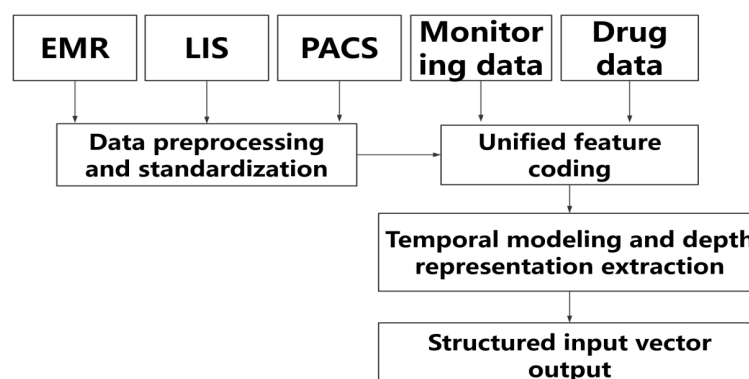 EMR
LIS
PACS
Monitor
ing data
Drug
data
Data preprocessing
and standardization
Unified feature
coding
Temporal modeling and depth
representation extraction
Structured input vector
output